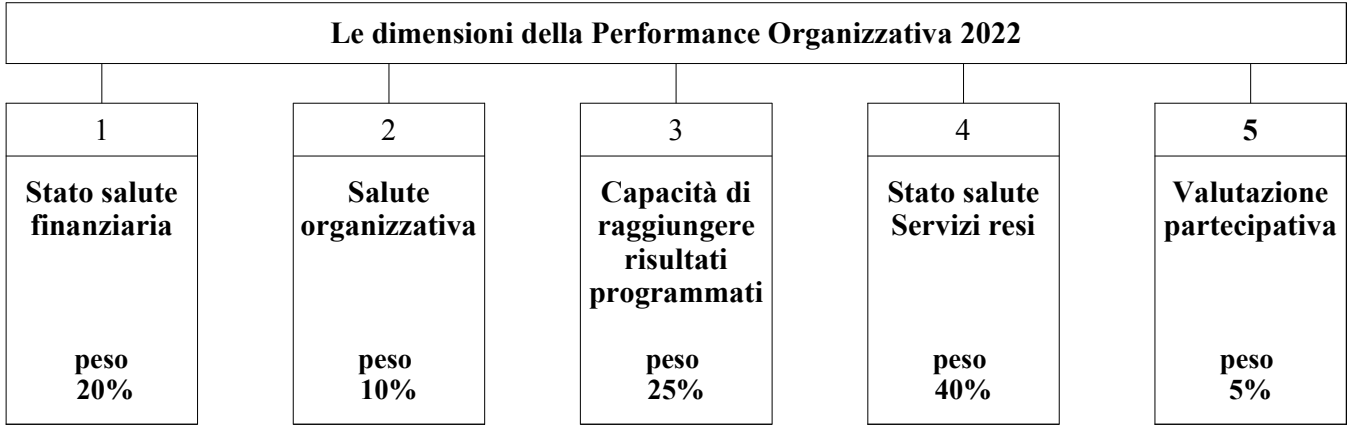 Le dimensioni della Performance Organizzativa 2022
1
Stato salute
finanziaria
peso
20%
2
Salute
organizzativa
peso
10%
3
Capacità di
raggiungere
risultati
programmati
peso
25%
4
Stato salute
Servizi resi
peso
40%
5
Valutazione
partecipativa
peso
5%